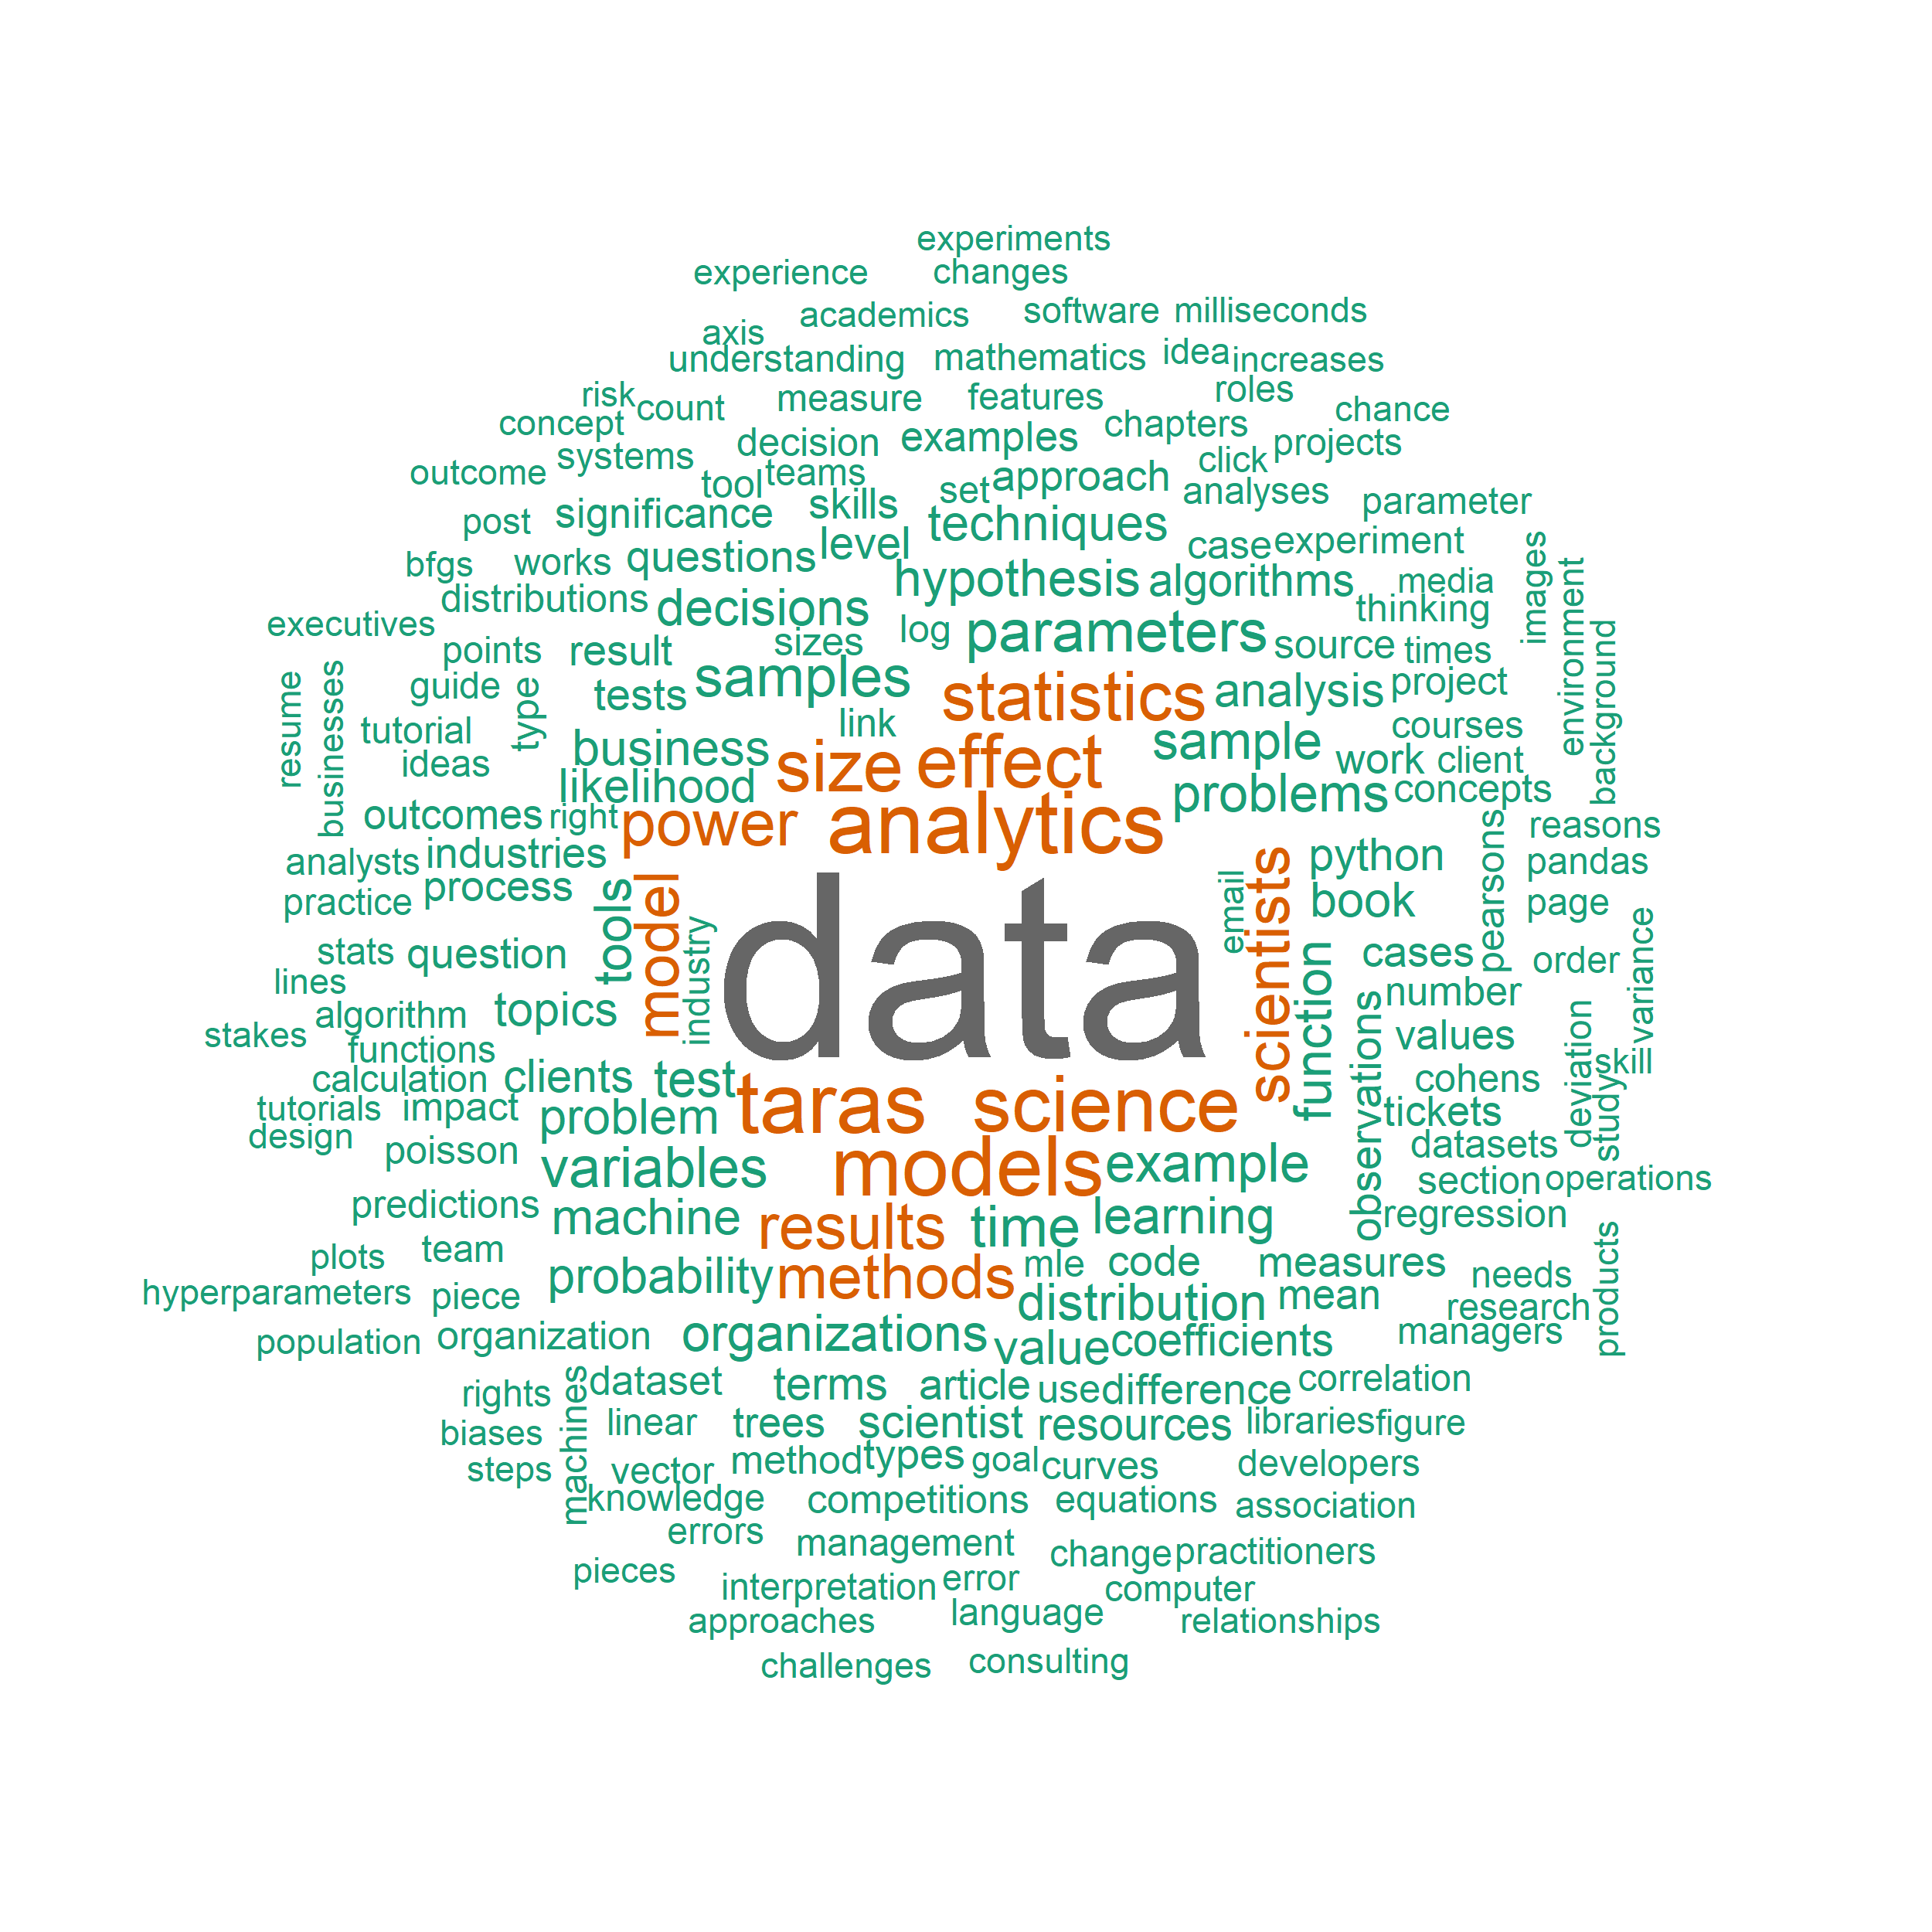 experiments
experience changes
academics software milliseconds
axis
understanding mathematics idea increases
risk count measure features roles chance
concept decision examples chapters projects
outcome systems tool teams set approach click analyses parameter
post significance skills techniques
bfgs works questions level case experiment images
distributions decisions hypothesis algorithms media environment
executives sizes log parameters thinking background
points result samples source times
resume businesses guide type tests statistics analysis project
tutorial link courses
ideas business size effect sample work client
likelihood problems concepts
outcomes right power analytics reasons
analysts industries python pearsons pandas
practice process tools model data email scientists book page
stats question industry function cases order variance
lines number
stakes algorithm topics observations values deviation
functions skill
calculation clients test cohens study
tutorials impact problem taras science tickets
design poisson variables models example datasets
section operations
predictions machine results time learning regression products
plots team
hyperparameters piece probability methods mle code measures needs
distribution mean research
population organization organizations value coefficients managers
rights machines dataset terms article use difference correlation
biases linear trees scientist resources libraries figure
steps vector method types goal curves developers
knowledge competitions equations association
errors management change practitioners
pieces interpretation error computer
approaches language relationships
challenges consulting